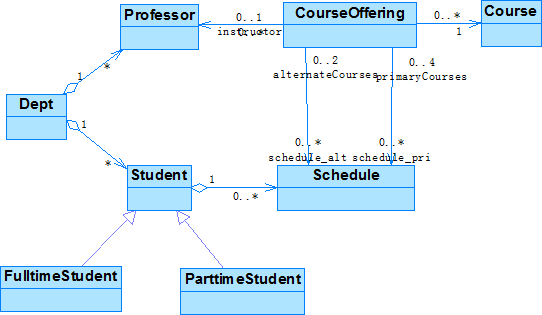 Professor
CourseOffering
Course
0..1
0..*
instructor
0..*
1
0..2
alternateCourses
0..4
primaryCourses
1
*
Dept
1
*
0..*
schedule_alt
0..*
schedule_pri
Student
1
0..*
Schedule
FulltimeStudent
ParttimeStudent